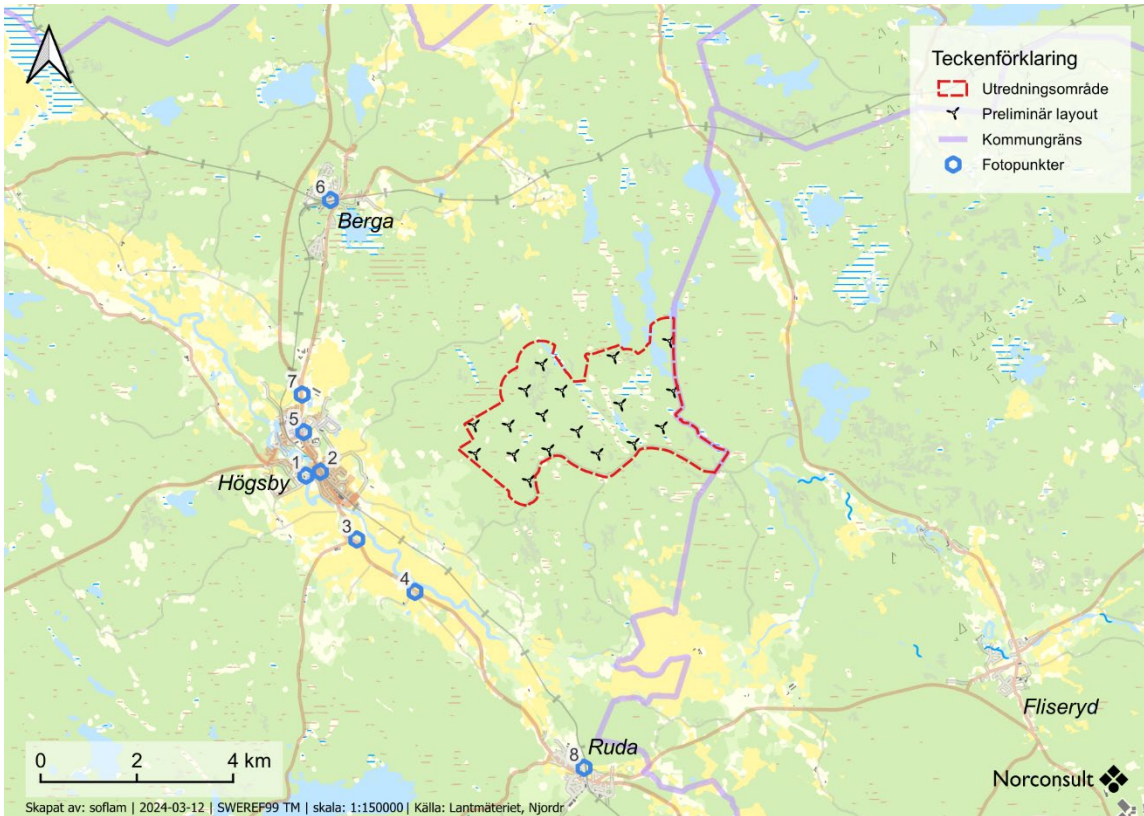 Teckenförklaring
Utredningsområde
Preliminär layout
Kommungräns
Fotopunkter
6
Berga
7
5
1
2
Högsby
3
4
8
Ruda
Fliseryd
0 2 4 km
Norconsult
Skapat av: soflam | 2024-03-12 | SWEREF99 TM | skala: 1:150000 | Källa: Lantmäteriet, Njordr